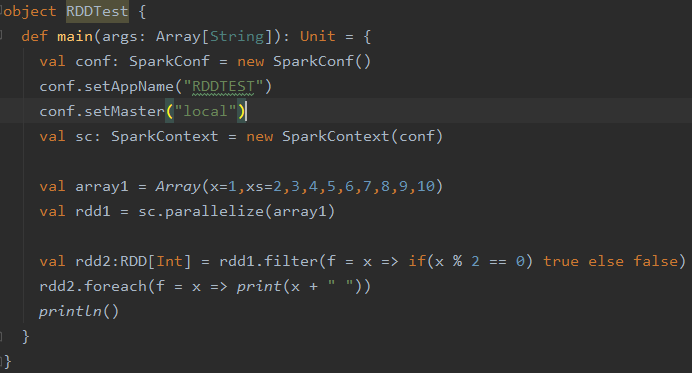 object RDDTest {
def main(args: Array[String]): Unit = {
val conf: SparkConf = new SparkConf()
conf.setAppName("RDDTEST")
conf.setMaster("local")
val sc: SparkContext = new SparkContext(conf)
val array1 = Array(x=1,xs=2,3,4,5,6,7,8,9,10)
val rdd1 = sc.parallelize(array1)
val rdd2:RDD[Int] = rdd1.filter(f = x => if(x % 2 == 0) true else false)
rdd2.foreach(f = x => print(x + " "))
println()
}
}